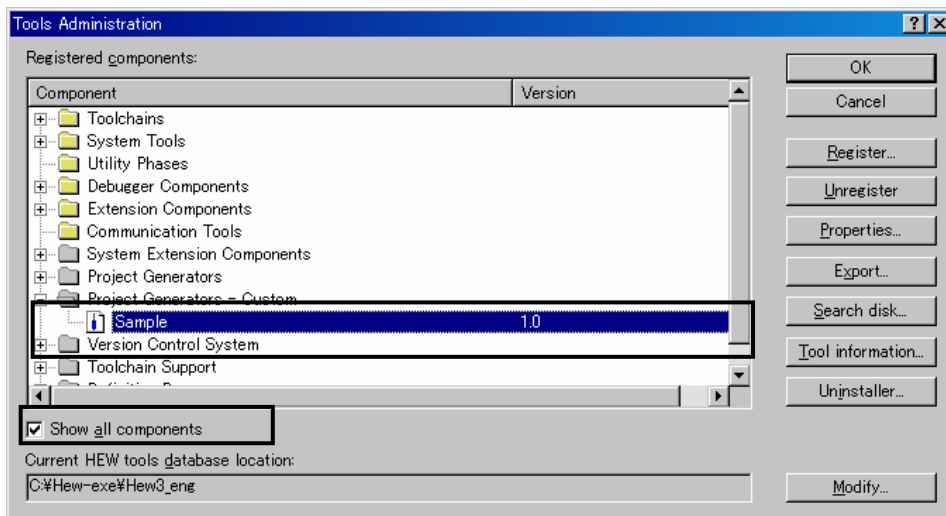 Tools Administration
Registered components:
Component Version
Toolchains
System Tools
Utility Phases
Debugger Components
Extension Components
Communication Tools
System Extension Components
Project Generators
Project Generators - Custom
Sample 1.0
Version Control System
Toolchain Support
Show all components
Current HEW tools database location:
C:¥Hew-exe¥Hew3_eng
OK
Cancel
Register...
Unregister
Properties...
Export...
Search disk...
Tool information...
Uninstaller...
Modify...